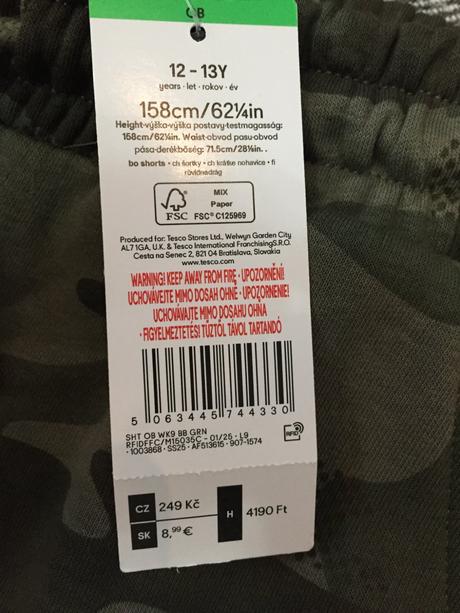 OB
12 - 13Y
years · let · rokov · év
158cm/62¼in
Height-výška-výška postavy-testmagasság:
158cm/62¼in. Waist-obvod pasu-obvod
pása-derékbőség: 71.5cm/28¼in.
bo shorts • ch šortky • ch krátke nohavice • fi
rövidnadrág
FSC
MIX
Paper
FSC® C125969
Produced for: Tesco Stores Ltd., Welwyn Garden City
AL7 1GA, U.K. & Tesco International FranchisingS.R.O.
Cesta na Senec 2, 821 04 Bratislava, Slovakia
www.tesco.com
WARNING! KEEP AWAY FROM FIRE · UPOZORNĚNÍ!
UCHOVÁVEJTE MIMO DOSAH OHNĚ · UPOZORNENIE!
UCHOVÁVAJTE MIMO DOSAHU OHŇA
· FIGYELMEZTETÉS! TŰZTŐL TÁVOL TARTANDÓ
5 063445 744330
SHT OB WK9 BB GRN
RFIDFFC/M15035C - 01/25 · L9
· 1003868 · SS25 · AF513615 · 907-1574
RFID
CZ 249 Kč
SK 8,99 €
H 4190 Ft